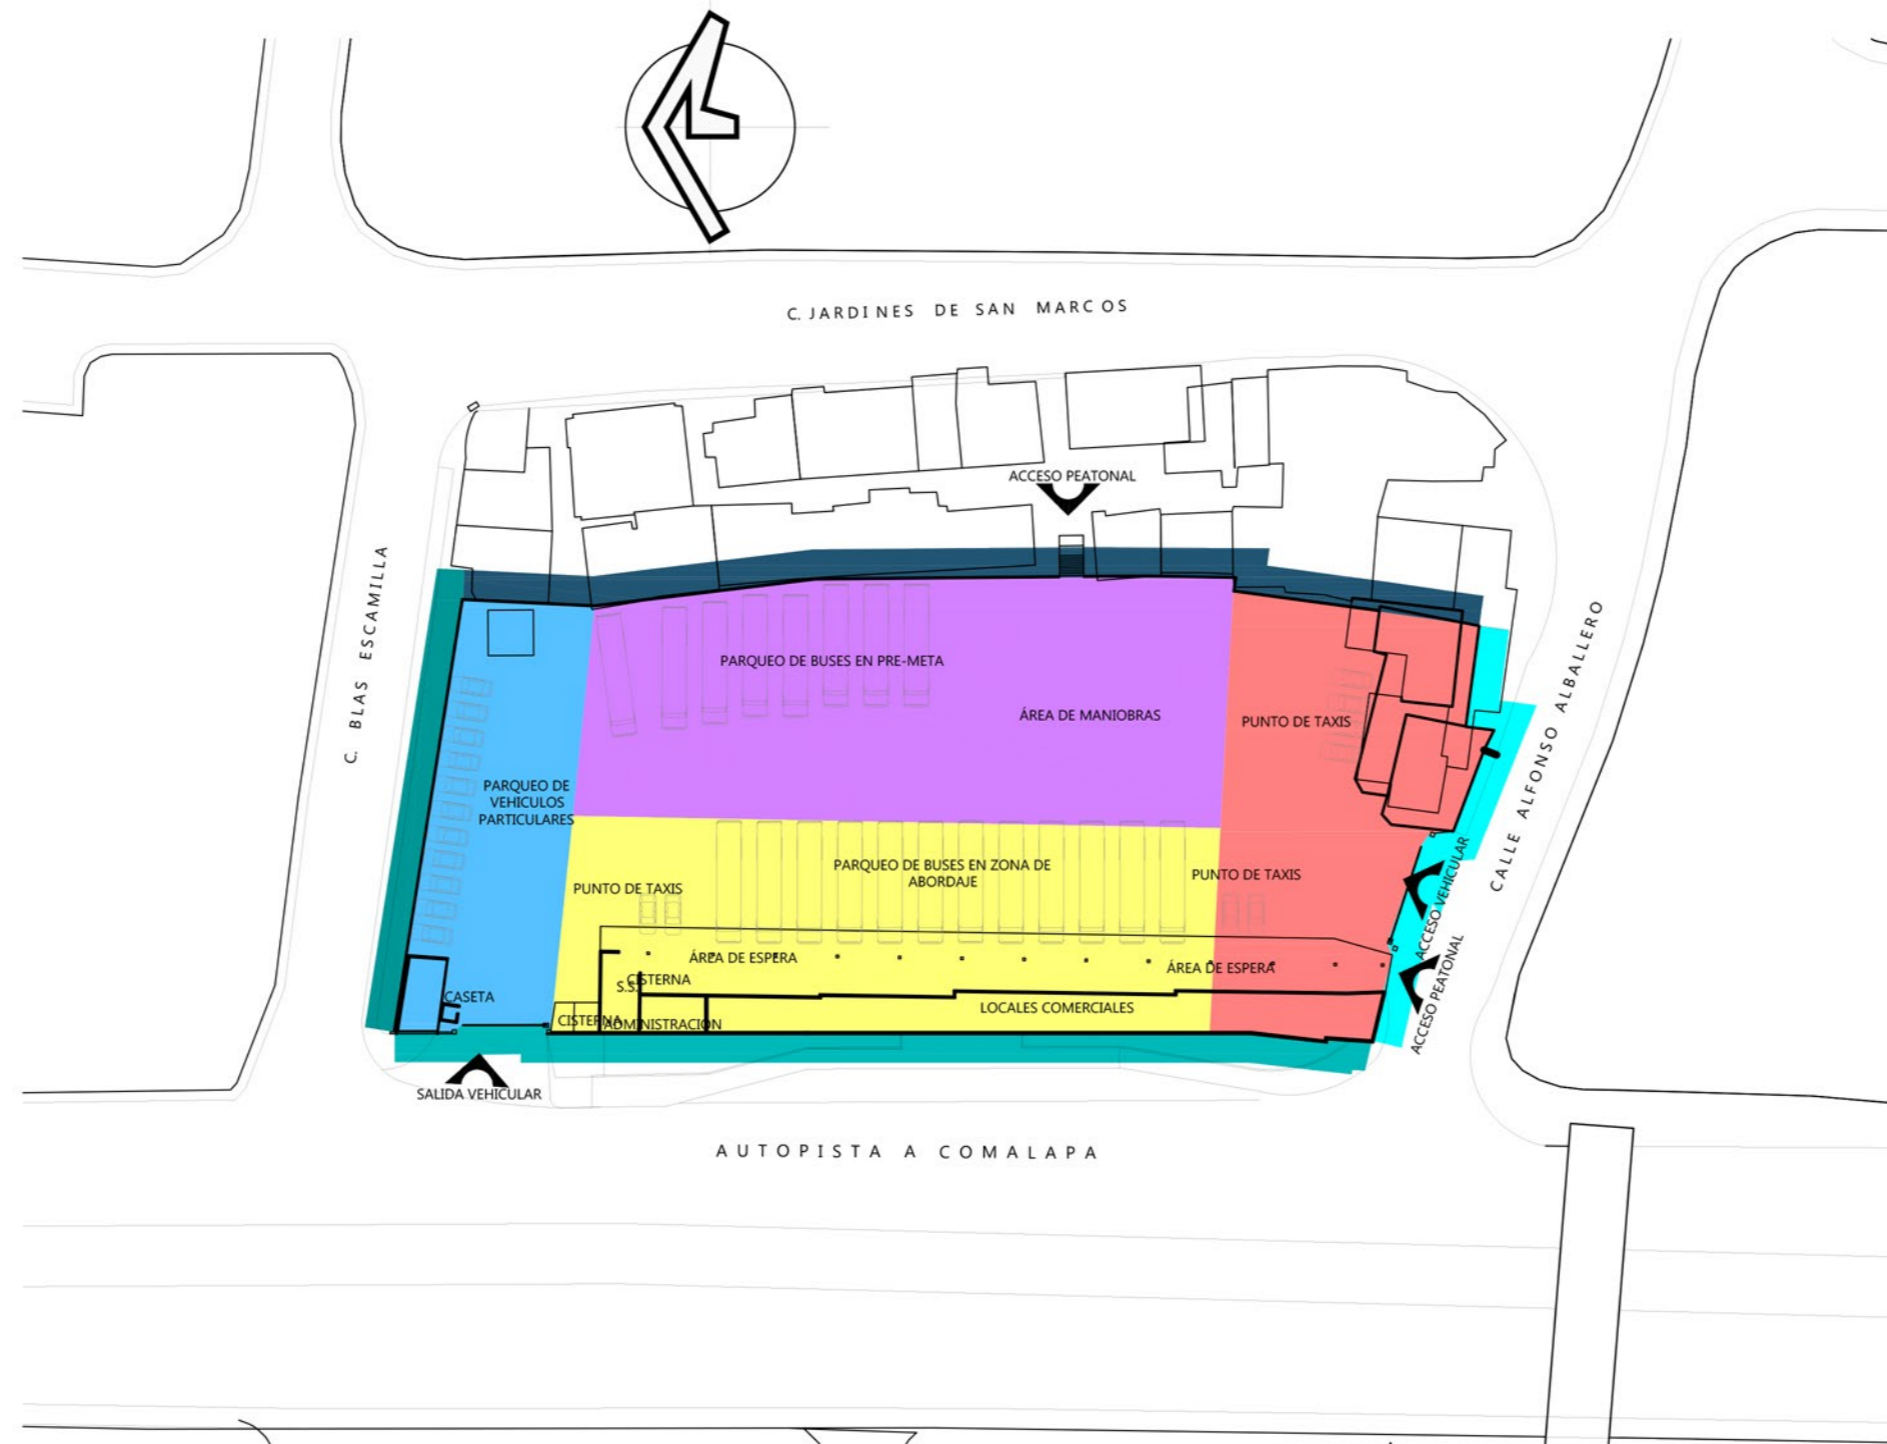 C. JARDINES DE SAN MARCOS
ACCESO PEATONAL
C. BLAS ESCAMILLA
CALLE ALFONSO ALBALLERO
PARQUEO DE BUSES EN PRE-META
ÁREA DE MANIOBRAS
PUNTO DE TAXIS
PARQUEO DE
VEHICULOS
PARTICULARES
PARQUEO DE BUSES EN ZONA DE
ABORDAJE
PUNTO DE TAXIS
PUNTO DE TAXIS
ACCESO VEHICULAR
ÁREA DE ESPERA
ÁREA DE ESPERA
CISTERNA
S.S.
CASETA
LOCALES COMERCIALES
CISTERNA
ADMINISTRACIÓN
ACCESO PEATONAL
SALIDA VEHICULAR
AUTOPISTA A COMALAPA